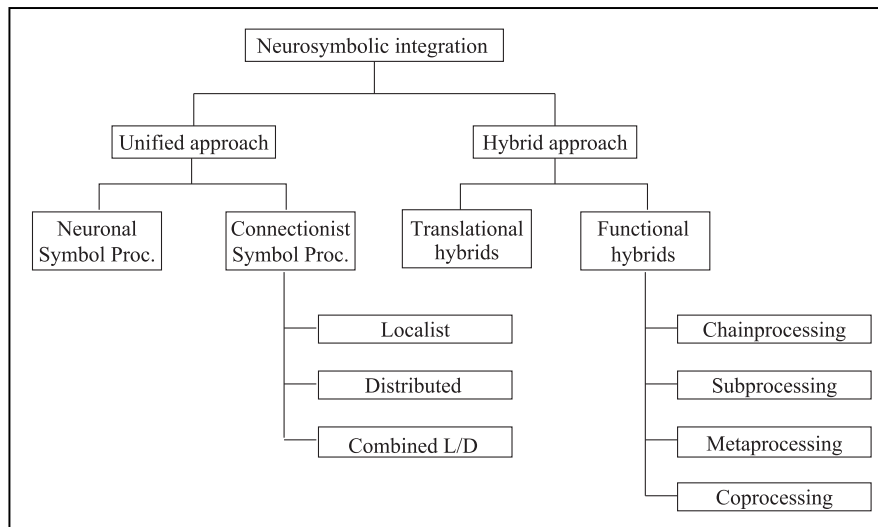 Neurosymbolic integration
Unified approach
Hybrid approach
Neuronal
Symbol Proc.
Connectionist
Symbol Proc.
Translational
hybrids
Functional
hybrids
Localist
Distributed
Combined L/D
Chainprocessing
Subprocessing
Metaprocessing
Coprocessing